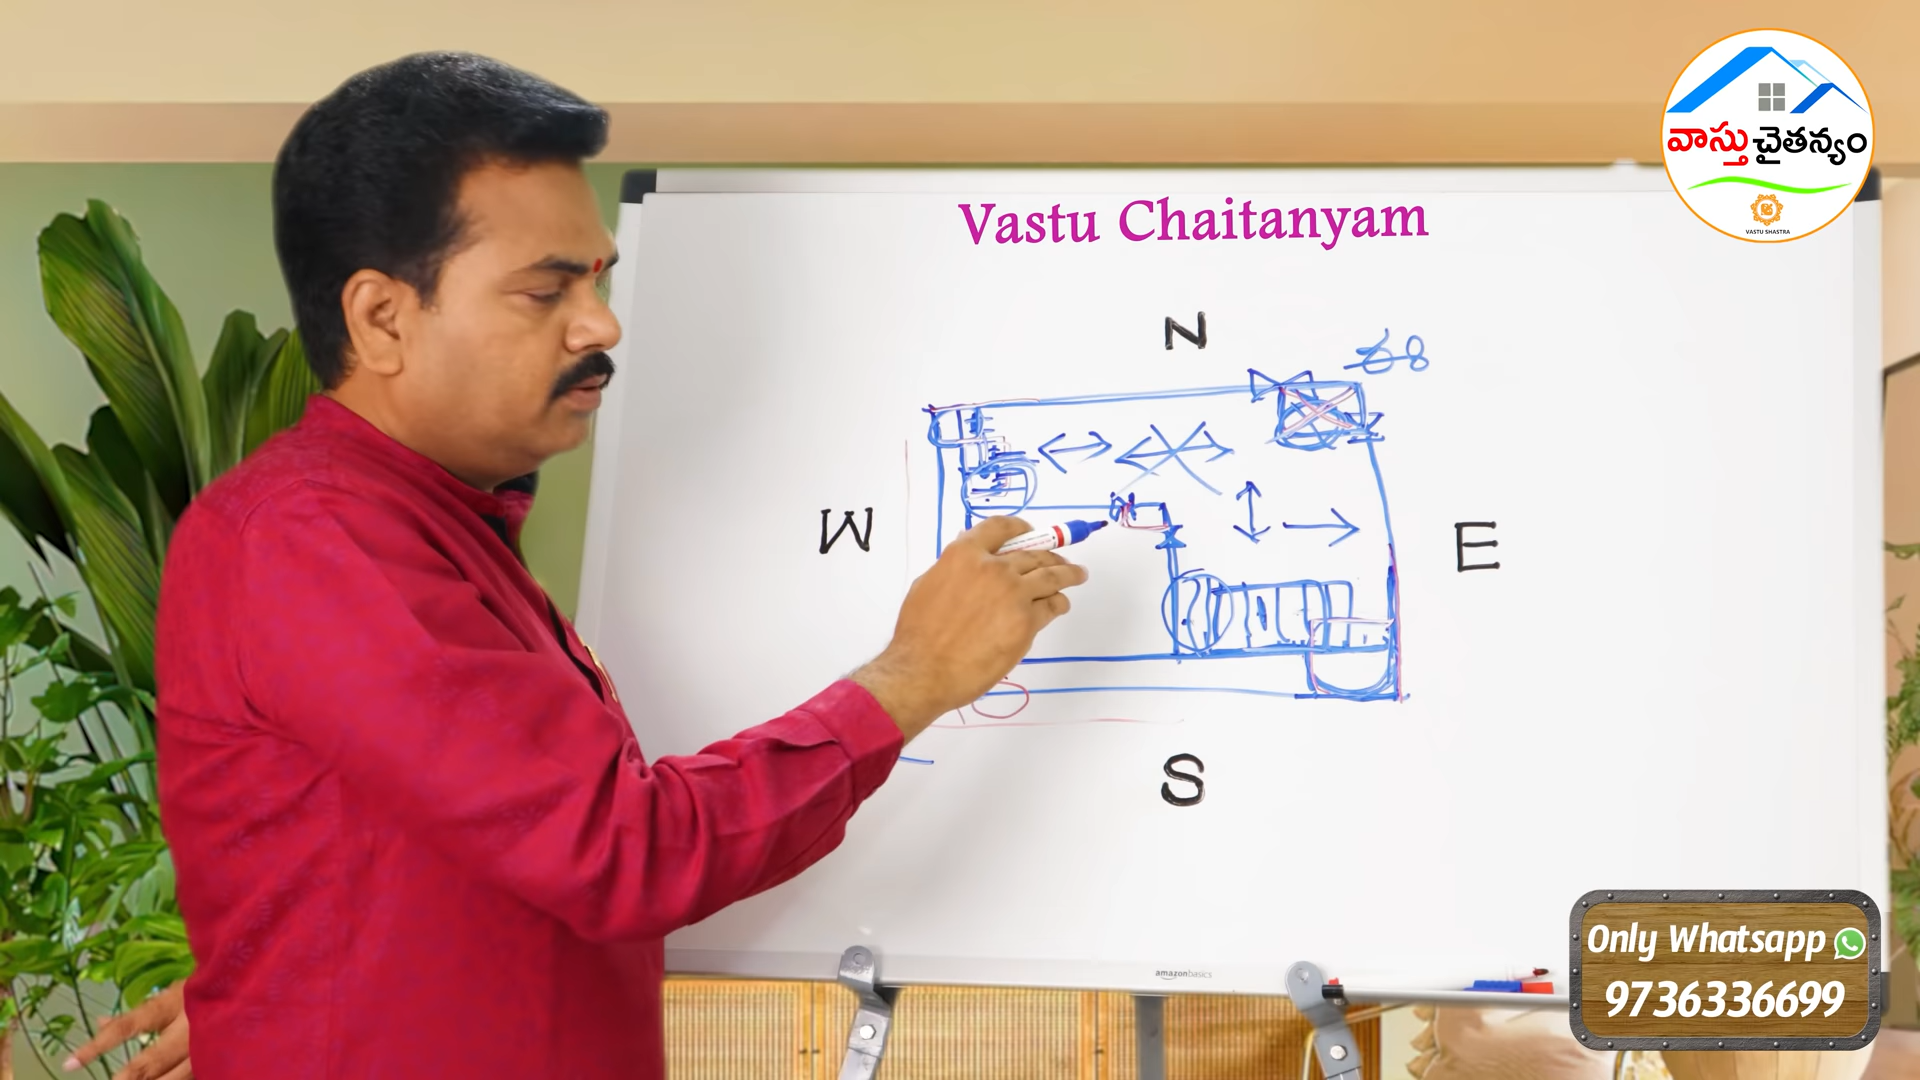 వాస్తు చైతన్యం
VASTU SHASTRA
Vastu Chaitanyam
N
W
E
S
amazonbasics
Only Whatsapp
9736336699